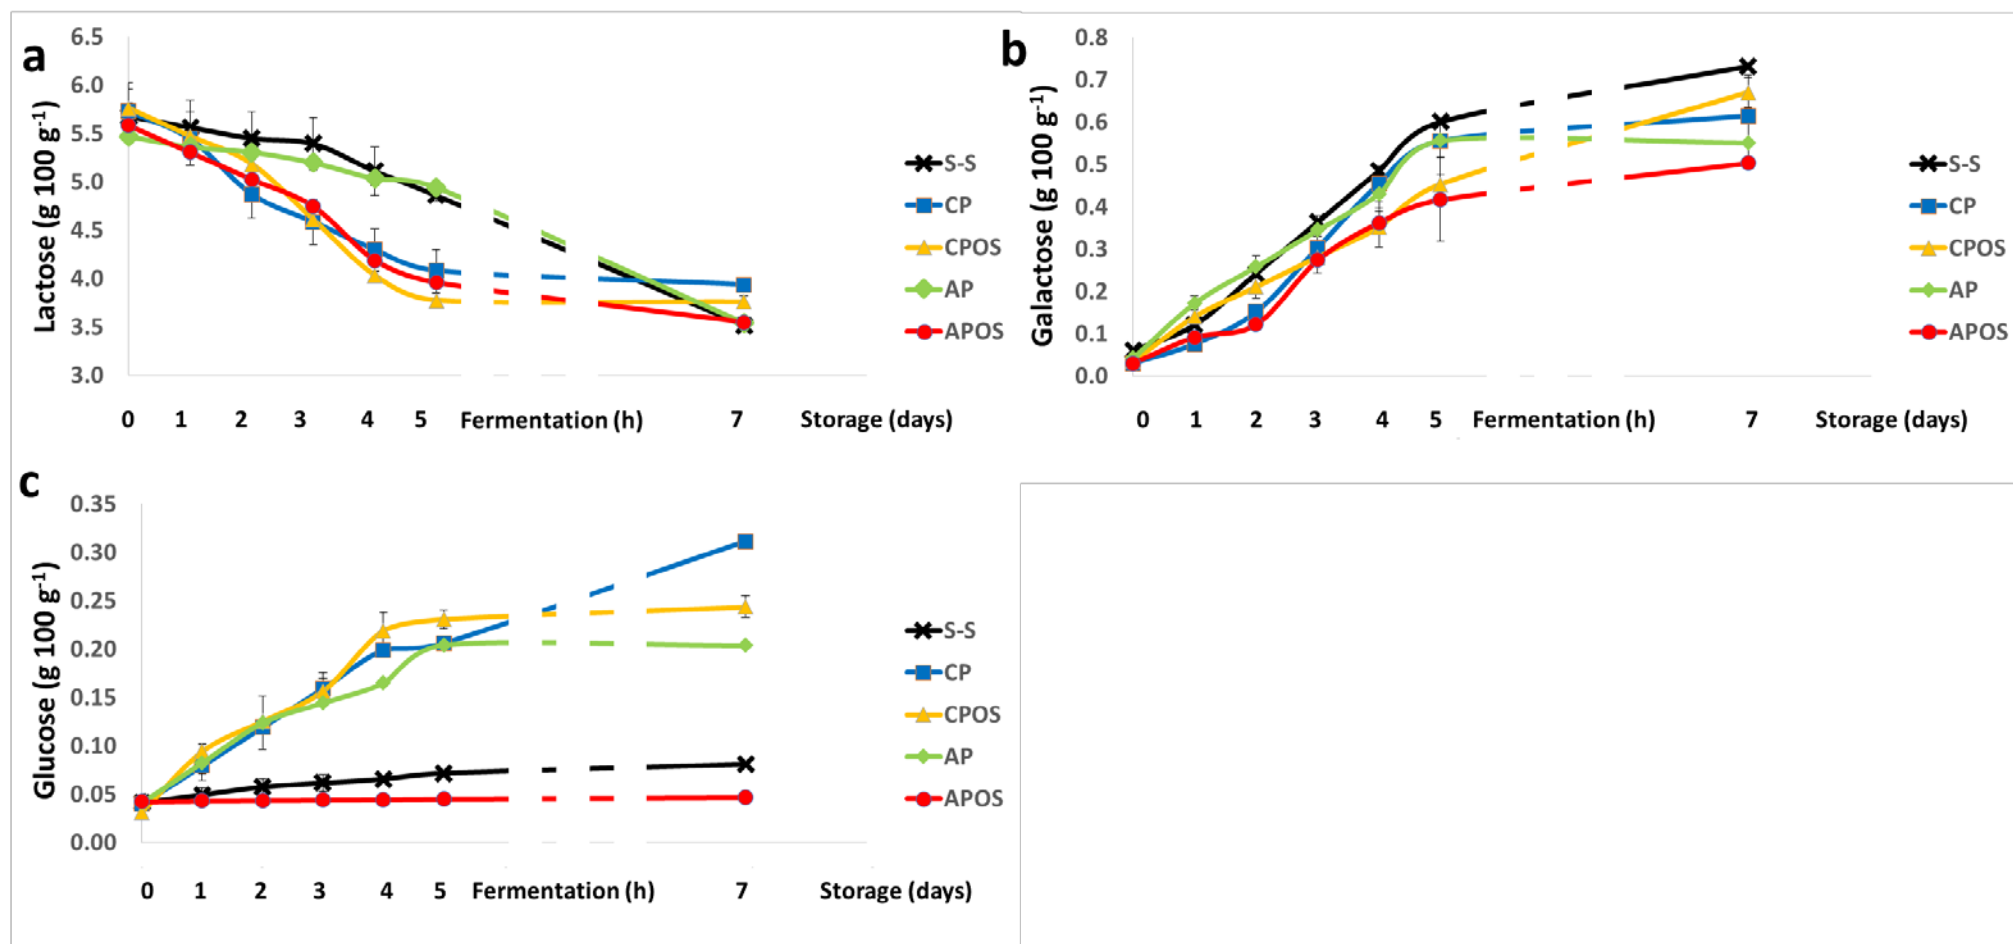 a
6.5
6.0
5.5
5.0
4.5
4.0
3.5
3.0
Lactose (g 100 g-1)
0 1 2 3 4 5 Fermentation (h) 7 Storage (days)
S-S
CP
CPOS
AP
APOS
b
0.8
0.7
0.6
0.5
0.4
0.3
0.2
0.1
0.0
Galactose (g 100 g-1)
0 1 2 3 4 5 Fermentation (h) 7 Storage (days)
S-S
CP
CPOS
AP
APOS
c
0.35
0.30
0.25
0.20
0.15
0.10
0.05
0.00
Glucose (g 100 g-1)
0 1 2 3 4 5 Fermentation (h) 7 Storage (days)
S-S
CP
CPOS
AP
APOS